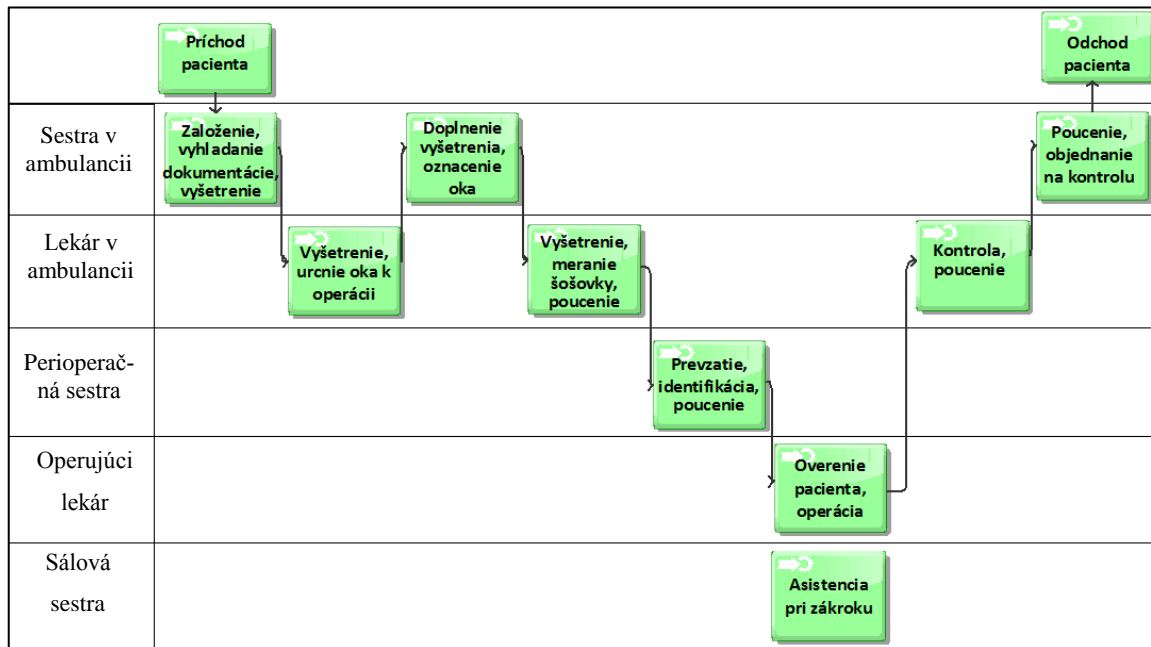 Príchod
pacienta
Odchod
pacienta
Sestra v
ambulancii
Založenie,
vyhladanie
dokumentácie,
vyšetrenie
Doplnenie
vyšetrenia,
oznacenie
oka
Poucenie,
objednanie
na kontrolu
Lekár v
ambulancii
Vyšetrenie,
urcnie oka k
operácii
Vyšetrenie,
meranie
šošovky,
poucenie
Kontrola,
poucenie
Perioperač-
ná sestra
Prevzatie,
identifikácia,
poucenie
Operujúci
lekár
Overenie
pacienta,
operácia
Sálová
sestra
Asistencia
pri zákroku